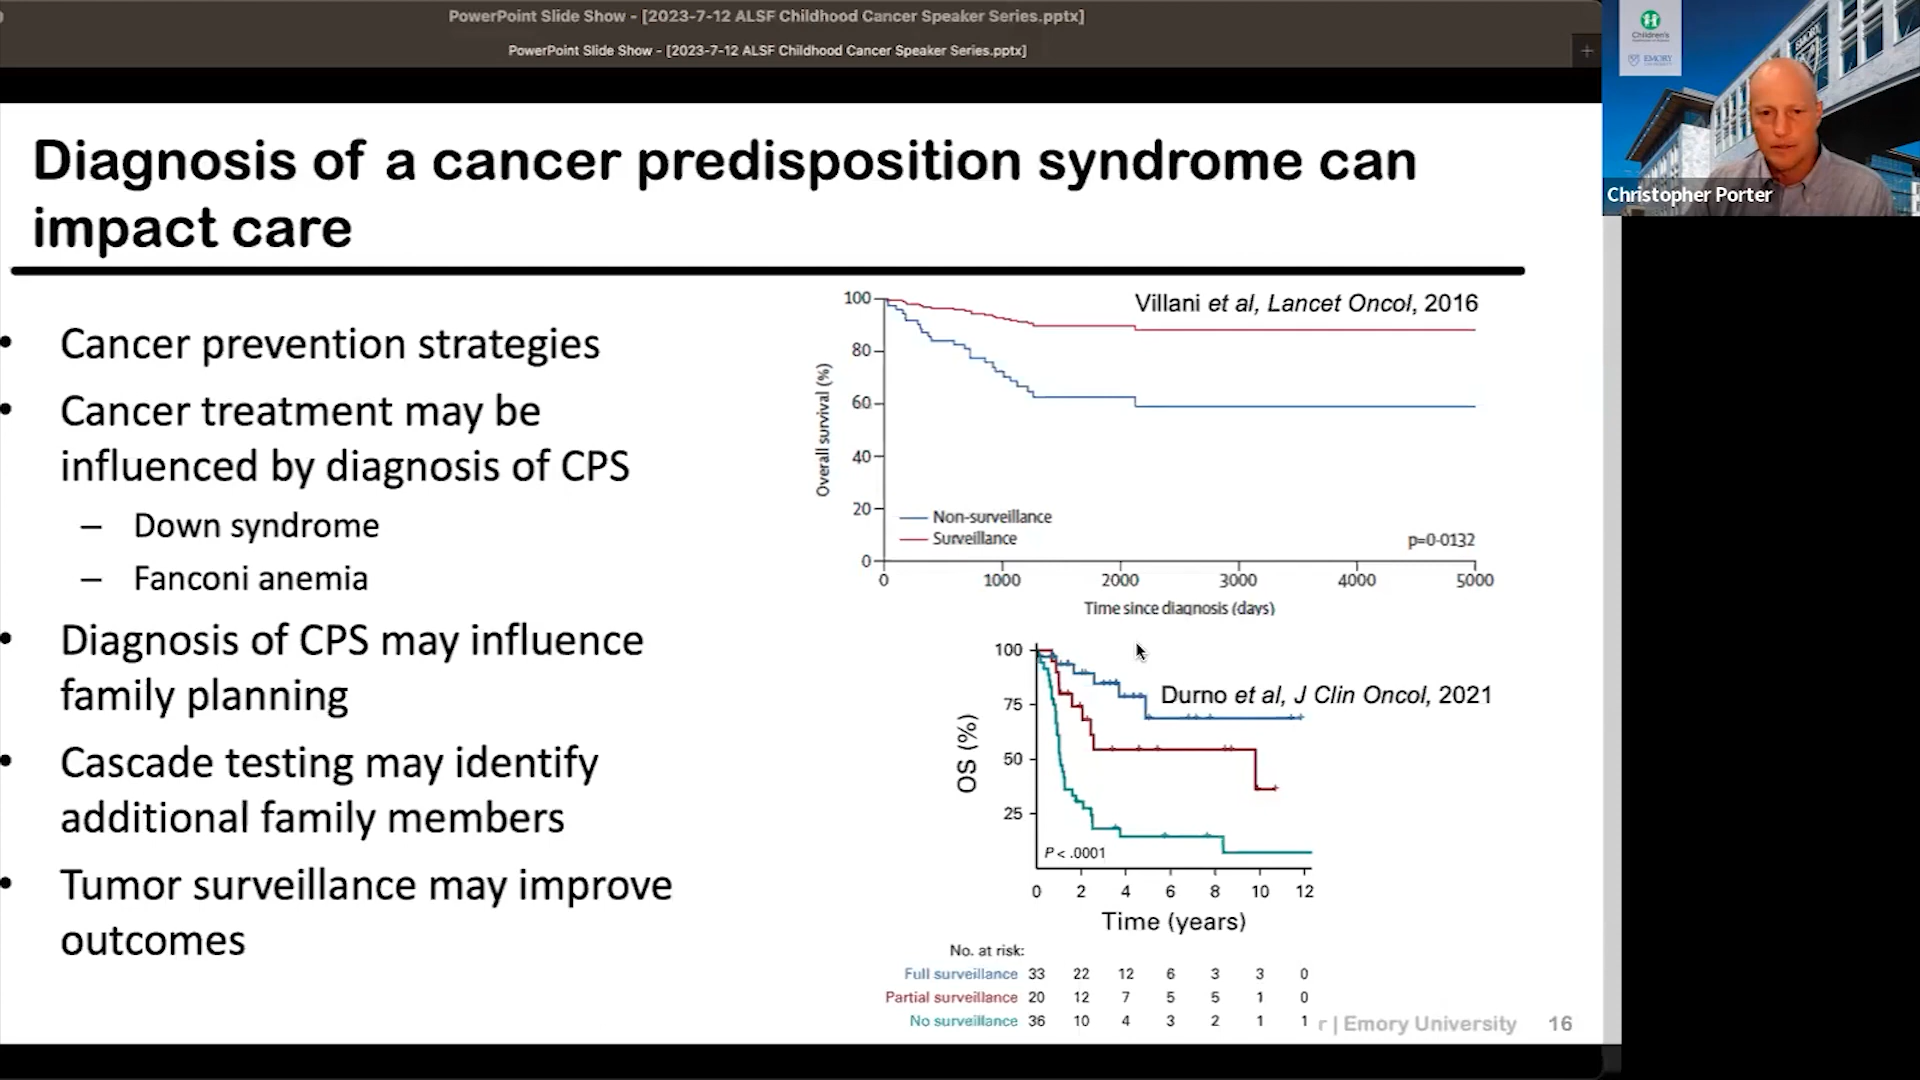 PowerPoint Slide Show - [2023-7-12 ALSF Childhood Cancer Speaker Series.pptx]
PowerPoint Slide Show - [2023-7-12 ALSF Childhood Cancer Speaker Series.pptx]
Children's
EMORY
EMORY
Christopher Porter
Diagnosis of a cancer predisposition syndrome can
impact care
• Cancer prevention strategies
• Cancer treatment may be
influenced by diagnosis of CPS
– Down syndrome
– Fanconi anemia
• Diagnosis of CPS may influence
family planning
• Cascade testing may identify
additional family members
• Tumor surveillance may improve
outcomes
Villani et al, Lancet Oncol, 2016
Overall survival (%)
100
80
60
40
20
0
Non-surveillance
Surveillance
p=0·0132
0 1000 2000 3000 4000 5000
Time since diagnosis (days)
Durno et al, J Clin Oncol, 2021
OS (%)
100
75
50
25
P < .0001
0 2 4 6 8 10 12
Time (years)
No. at risk:
Full surveillance 33 22 12 6 3 3 0
Partial surveillance 20 12 7 5 5 1 0
No surveillance 36 10 4 3 2 1 1
r | Emory University 16